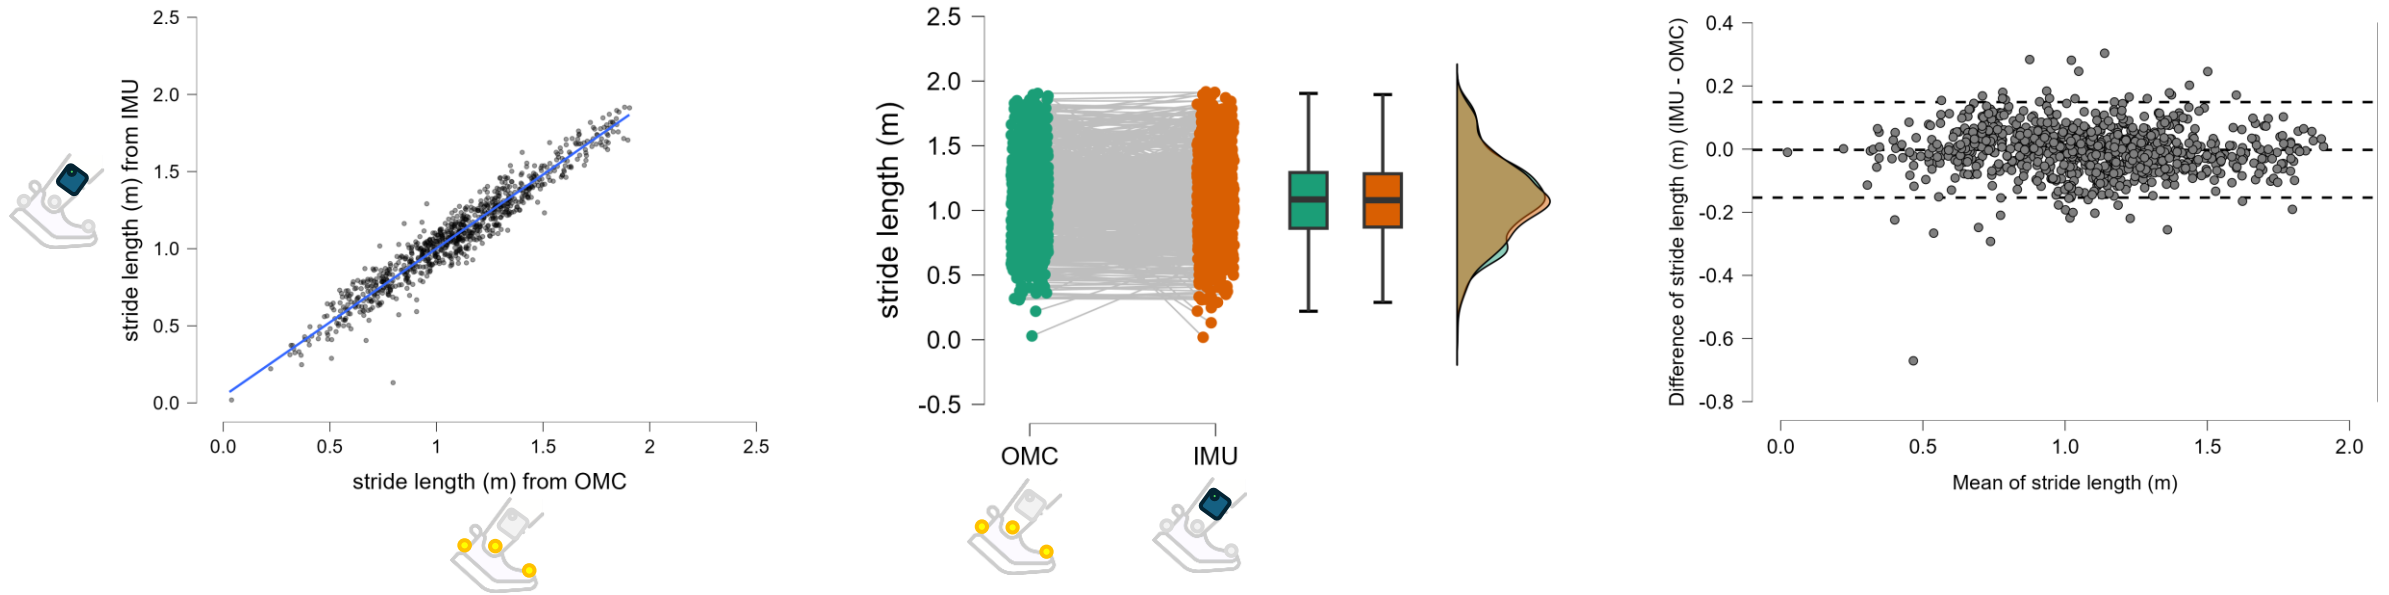 2.5
2.0
1.5
1.0
0.5
0.0
stride length (m) from IMU
0.0 0.5 1 1.5 2 2.5
stride length (m) from OMC
2.5
2.0
1.5
1.0
0.5
0.0
-0.5
stride length (m)
OMC IMU
0.4
0.2
0.0
-0.2
-0.4
-0.6
-0.8
Difference of stride length (m) (IMU - OMC)
0.0 0.5 1.0 1.5 2.0
Mean of stride length (m)